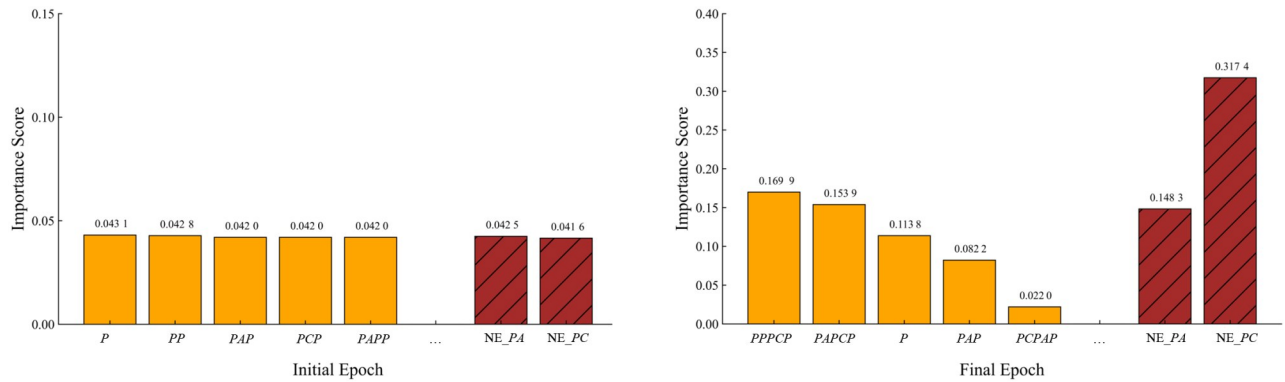 0.15
0.10
0.05
0.00
Importance Score
0.043 1
0.042 8
0.042 0
0.042 0
0.042 0
0.042 5
0.041 6
P
PP
PAP
PCP
PAPP
...
NE_PA
NE_PC
Initial Epoch
0.40
0.35
0.30
0.25
0.20
0.15
0.10
0.05
0.00
Importance Score
0.169 9
0.153 9
0.113 8
0.082 2
0.022 0
0.148 3
0.317 4
PPPCP
PAPCP
P
PAP
PCPAP
...
NE_PA
NE_PC
Final Epoch